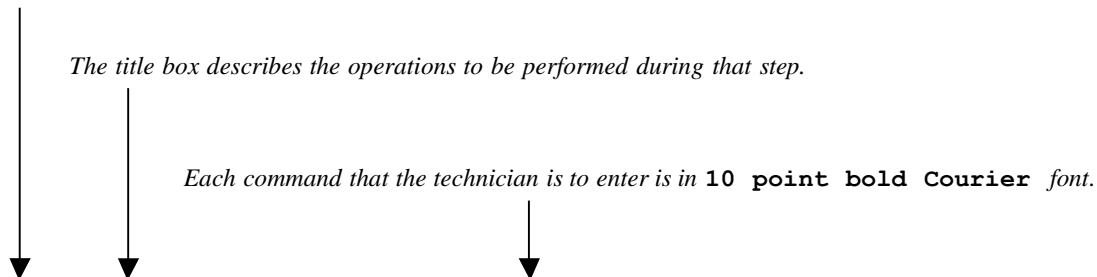 The title box describes the operations to be performed during that step.
Each command that the technician is to enter is in 10 point bold Courier font.